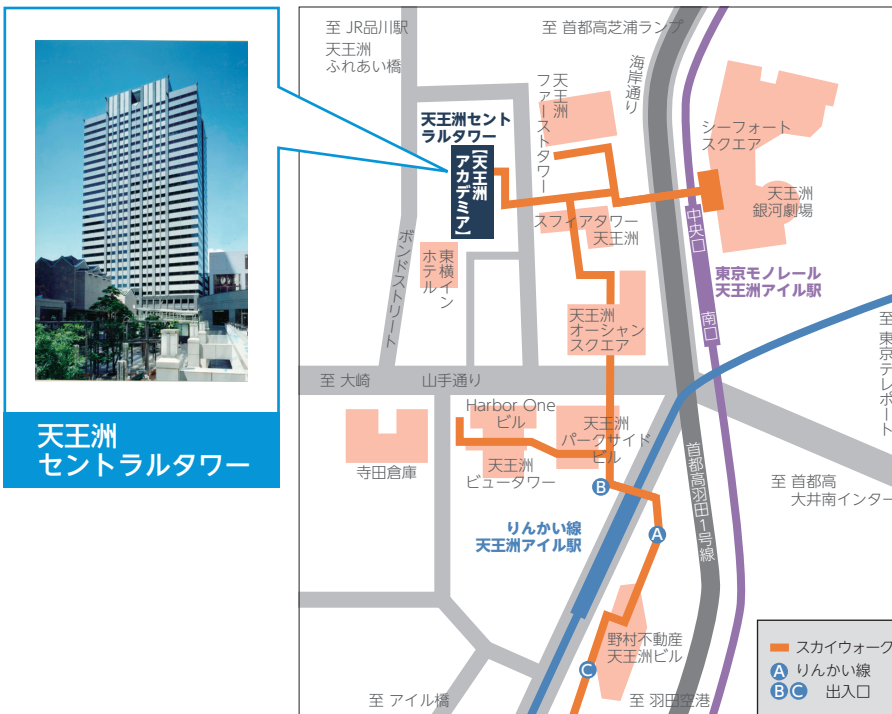 天王洲
セントラルタワー
至 JR品川駅
天王洲
ふれあい橋
至 首都高芝浦ランプ
海岸通り
天王洲
ファーストタワー
天王洲セント
ラルタワー
【天王洲
アカデミア】
シーフォート
スクエア
天王洲
銀河劇場
スフィアタワー
天王洲
中央口
東京モノレール
天王洲アイル駅
南口
ボンドストリート
東横イン
ホテル
天王洲
オーシャン
スクエア
至 東京テレポート
至 大崎
山手通り
Harbor One
ビル
天王洲
パークサイド
ビル
寺田倉庫
天王洲
ビュータワー
B
首都高羽田1号線
至 首都高
大井南インター
りんかい線
天王洲アイル駅
A
野村不動産
天王洲ビル
C
至 アイル橋
至 羽田空港
スカイウォーク
A りんかい線
B C 出入口